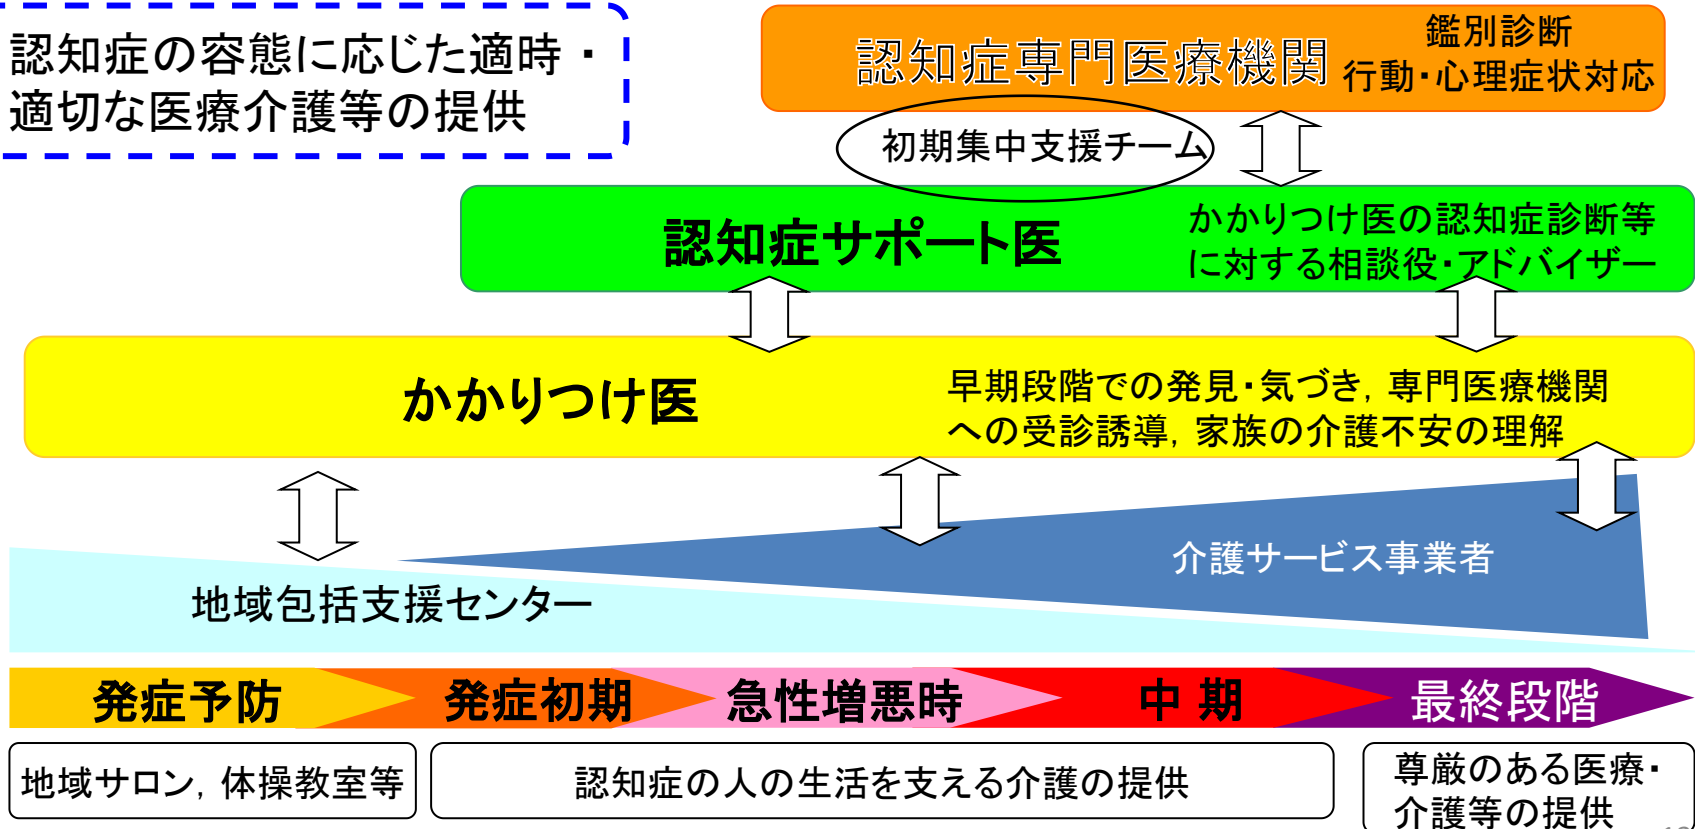 認知症の容態に応じた適時・
適切な医療介護等の提供
認知症専門医療機関
鑑別診断
行動・心理症状対応
初期集中支援チーム
認知症サポート医
かかりつけ医の認知症診断等
に対する相談役・アドバイザー
かかりつけ医
早期段階での発見・気づき，専門医療機関
への受診誘導，家族の介護不安の理解
介護サービス事業者
地域包括支援センター
発症予防
発症初期
急性増悪時
中 期
最終段階
地域サロン，体操教室等
認知症の人の生活を支える介護の提供
尊厳のある医療・
介護等の提供